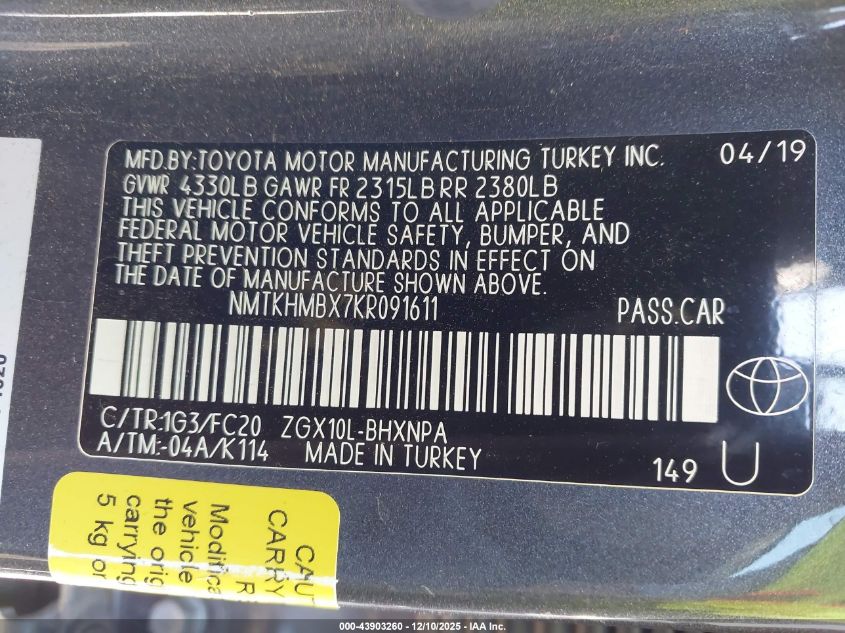 MFD.BY:TOYOTA MOTOR MANUFACTURING TURKEY INC. 04/19
GVWR 4330LB GAWR FR 2315LB RR 2380LB
THIS VEHICLE CONFORMS TO ALL APPLICABLE
FEDERAL MOTOR VEHICLE SAFETY, BUMPER, AND
THEFT PREVENTION STANDARDS IN EFFECT ON
THE DATE OF MANUFACTURE SHOWN ABOVE.
NMTKHMBX7KR091611 PASS.CAR
C/TR:1G3/FC20 ZGX10L-BHXNPA
A/TM:-04A/K114 MADE IN TURKEY
149 U
CAU
CARRY
Modifica
vehicle
the orig
carrying
5 kg or
000-43903260 - 12/10/2025 - IAA Inc.